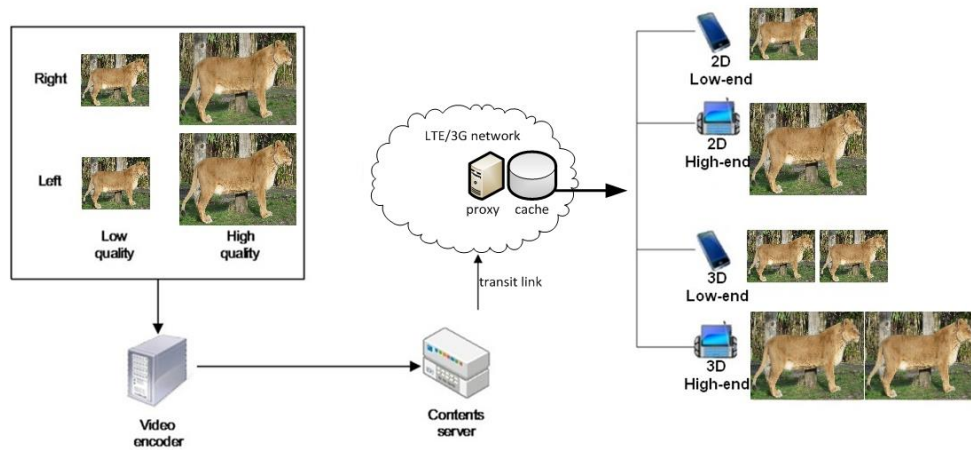 Right
Left
Low
quality
High
quality
Video
encoder
Contents
server
transit link
LTE/3G network
proxy
cache
2D
Low-end
2D
High-end
3D
Low-end
3D
High-end